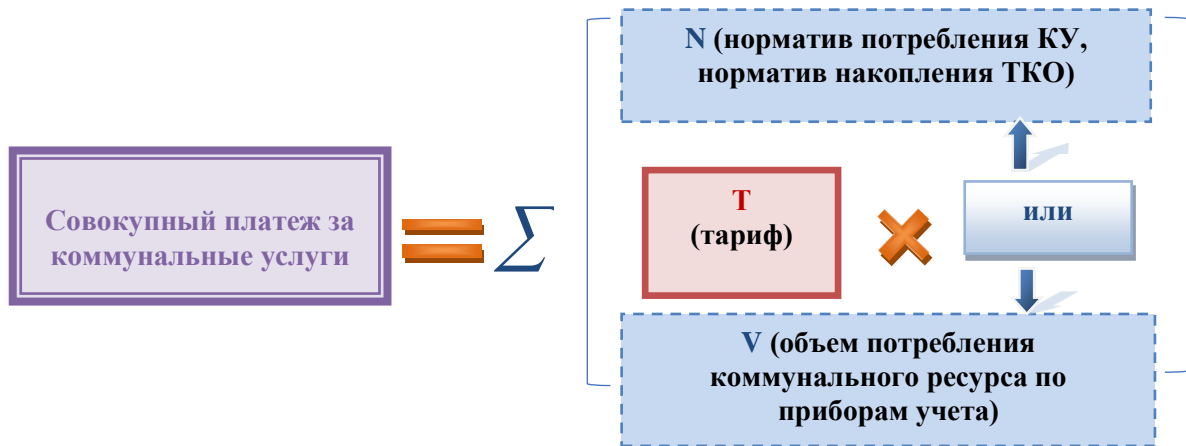 Совокупный платеж за
коммунальные услуги
= ∑
Т
(тариф)
×
N (норматив потребления КУ,
норматив накопления ТКО)
или
V (объем потребления
коммунального ресурса по
приборам учета)